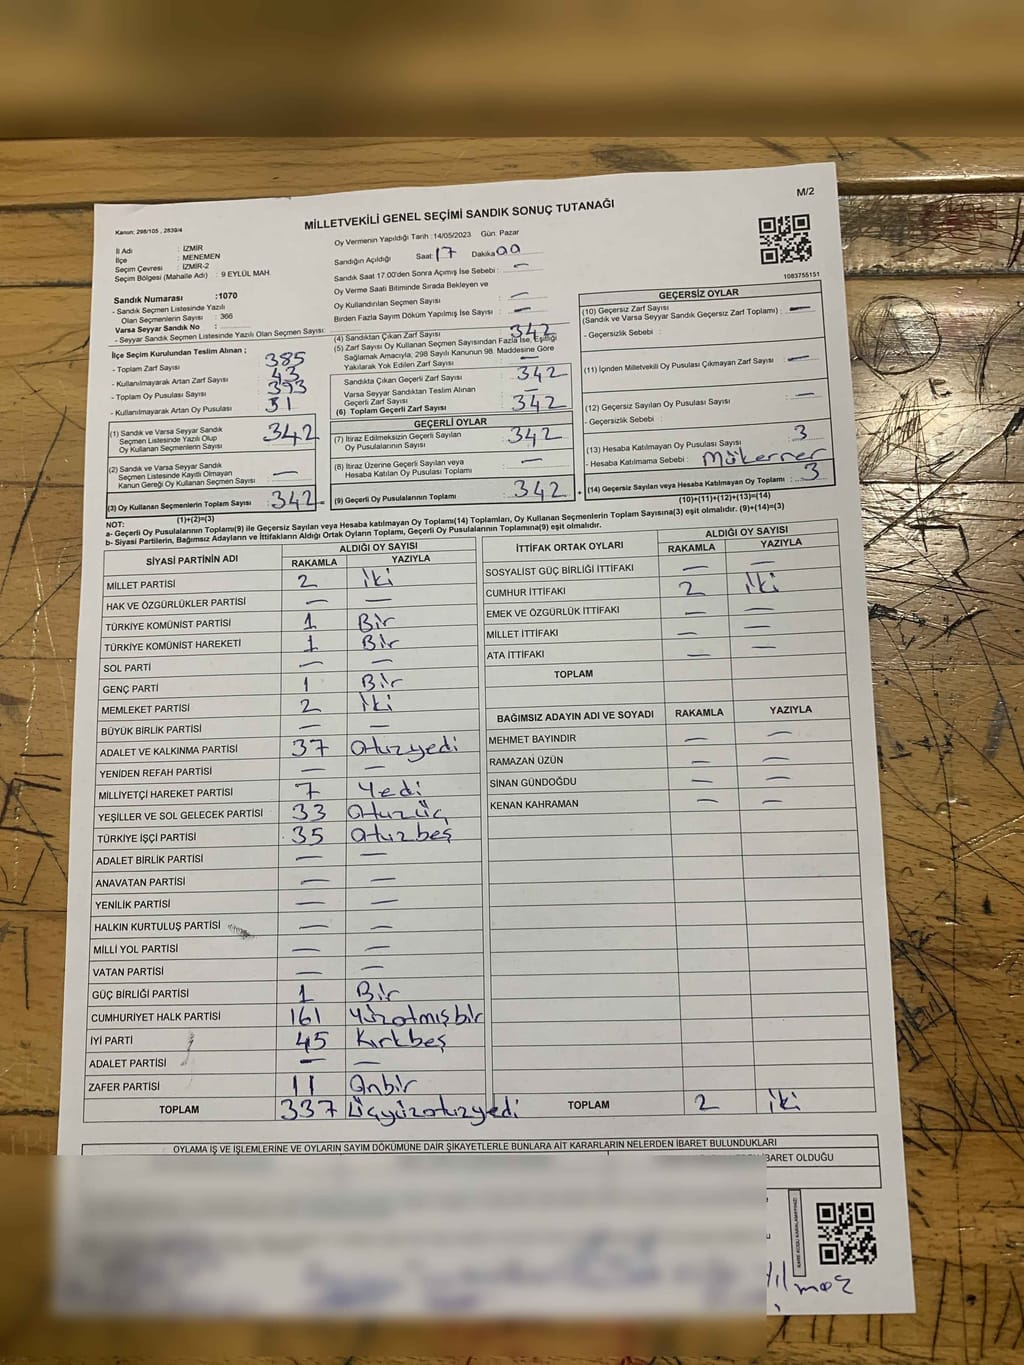 M/2
MİLLETVEKİLİ GENEL SEÇİMİ SANDIK SONUÇ TUTANAĞI
Kanun: 298/105 , 2839/4
İl Adı : İZMİR
İlçe : MENEMEN
Seçim Çevresi : İZMİR-2
Seçim Bölgesi (Mahalle Adı) : 9 EYLÜL MAH.
Sandık Numarası :1070
- Sandık Seçmen Listesinde Yazılı
Olan Seçmenlerin Sayısı : 366
Varsa Seyyar Sandık No :
- Seyyar Sandık Seçmen Listesinde Yazılı Olan Seçmen Sayısı:
Oy Vermenin Yapıldığı Tarih :14/05/2023 Gün: Pazar
Sandığın Açıldığı Saat: 17 Dakika 00
Sandık Saat 17:00'den Sonra Açımış İse Sebebi : —
Oy Verme Saati Bitiminde Sırada Bekleyen ve
Oy Kullandırılan Seçmen Sayısı : —
Birden Fazla Sayım Döküm Yapılmış İse Sayısı : —
1083755151
İlçe Seçim Kurulundan Teslim Alınan ;
- Toplam Zarf Sayısı : 385
- Kullanılmayarak Artan Zarf Sayısı : 43
- Toplam Oy Pusulası Sayısı : 373
- Kullanılmayarak Artan Oy Pusulası : 31
(1) Sandık ve Varsa Seyyar Sandık
Seçmen Listesinde Yazılı Olup
Oy Kullanan Seçmenlerin Sayısı : 342
(2) Sandık ve Varsa Seyyar Sandık
Seçmen Listesinde Kayıtlı Olmayan
Kanun Gereği Oy Kullanan Seçmen Sayısı : —
(3) Oy Kullanan Seçmenlerin Toplam Sayısı : 342 =
(1)+(2)=(3)
(4) Sandıktan Çıkan Zarf Sayısı : 342
(5) Zarf Sayısı Oy Kullanan Seçmen Sayısından Fazla İse, Eşitliği
Sağlamak Amacıyla, 298 Sayılı Kanunun 98. Maddesine Göre
Yakılarak Yok Edilen Zarf Sayısı : —
Sandıkta Çıkan Geçerli Zarf Sayısı : 342
Varsa Seyyar Sandıktan Teslim Alınan
Geçerli Zarf Sayısı : —
(6) Toplam Geçerli Zarf Sayısı : 342
GEÇERLİ OYLAR
(7) İtiraz Edilmeksizin Geçerli Sayılan
Oy Pusulalarının Sayısı : 342
(8) İtiraz Üzerine Geçerli Sayılan veya
Hesaba Katılan Oy Pusulası Toplamı : —
(9) Geçerli Oy Pusulalarının Toplamı : 342 +
GEÇERSİZ OYLAR
(10) Geçersiz Zarf Sayısı
(Sandık ve Varsa Seyyar Sandık Geçersiz Zarf Toplamı) : —
- Geçersizlik Sebebi :
(11) İçinden Milletvekili Oy Pusulası Çıkmayan Zarf Sayısı : —
(12) Geçersiz Sayılan Oy Pusulası Sayısı : —
- Geçersizlik Sebebi :
(13) Hesaba Katılmayan Oy Pusulası Sayısı : 3
- Hesaba Katılmama Sebebi : Mükerrer
(14) Geçersiz Sayılan veya Hesaba Katılmayan Oy Toplamı : 3
(10)+(11)+(12)+(13)=(14)
NOT:
a- Geçerli Oy Pusulalarının Toplamı(9) ile Geçersiz Sayılan veya Hesaba katılmayan Oy Toplamı(14) Toplamları, Oy Kullanan Seçmenlerin Toplam Sayısına(3) eşit olmalıdır. (9)+(14)=(3)
b- Siyasi Partilerin, Bağımsız Adayların ve İttifakların Aldığı Ortak Oyların Toplamı, Geçerli Oy Pusulalarının Toplamına(9) eşit olmalıdır.
SİYASİ PARTİNİN ADI ALDIĞI OY SAYISI
RAKAMLA YAZIYLA
MİLLET PARTİSİ 2 iki
HAK VE ÖZGÜRLÜKLER PARTİSİ — —
TÜRKİYE KOMÜNİST PARTİSİ 1 Bir
TÜRKİYE KOMÜNİST HAREKETİ 1 Bir
SOL PARTİ — —
GENÇ PARTİ 1 Bir
MEMLEKET PARTİSİ 2 İki
BÜYÜK BİRLİK PARTİSİ — —
ADALET VE KALKINMA PARTİSİ 37 Otuzyedi
YENİDEN REFAH PARTİSİ — —
MİLLİYETÇİ HAREKET PARTİSİ 7 Yedi
YEŞİLLER VE SOL GELECEK PARTİSİ 33 Otuzüç
TÜRKİYE İŞÇİ PARTİSİ 35 Otuzbeş
ADALET BİRLİK PARTİSİ — —
ANAVATAN PARTİSİ — —
YENİLİK PARTİSİ — —
HALKIN KURTULUŞ PARTİSİ — —
MİLLİ YOL PARTİSİ — —
VATAN PARTİSİ — —
GÜÇ BİRLİĞİ PARTİSİ 1 Bir
CUMHURİYET HALK PARTİSİ 161 Yüzatmışbir
İYİ PARTİ 45 Kırkbeş
ADALET PARTİSİ — —
ZAFER PARTİSİ 11 Onbir
TOPLAM 337 Üçyüzotuzyedi
İTTİFAK ORTAK OYLARI ALDIĞI OY SAYISI
RAKAMLA YAZIYLA
SOSYALİST GÜÇ BİRLİĞİ İTTİFAKI — —
CUMHUR İTTİFAKI 2 iki
EMEK VE ÖZGÜRLÜK İTTİFAKI — —
MİLLET İTTİFAKI — —
ATA İTTİFAKI — —
TOPLAM
BAĞIMSIZ ADAYIN ADI VE SOYADI RAKAMLA YAZIYLA
MEHMET BAYINDIR — —
RAMAZAN ÜZÜN — —
SİNAN GÜNDOĞDU — —
KENAN KAHRAMAN — —
TOPLAM 2 iki
OYLAMA İŞ VE İŞLEMLERİNE VE OYLARIN SAYIM DÖKÜMÜNE DAİR ŞİKAYETLERLE BUNLARA AİT KARARLARIN NELERDEN İBARET BULUNDUKLARI
BARET OLDUĞU